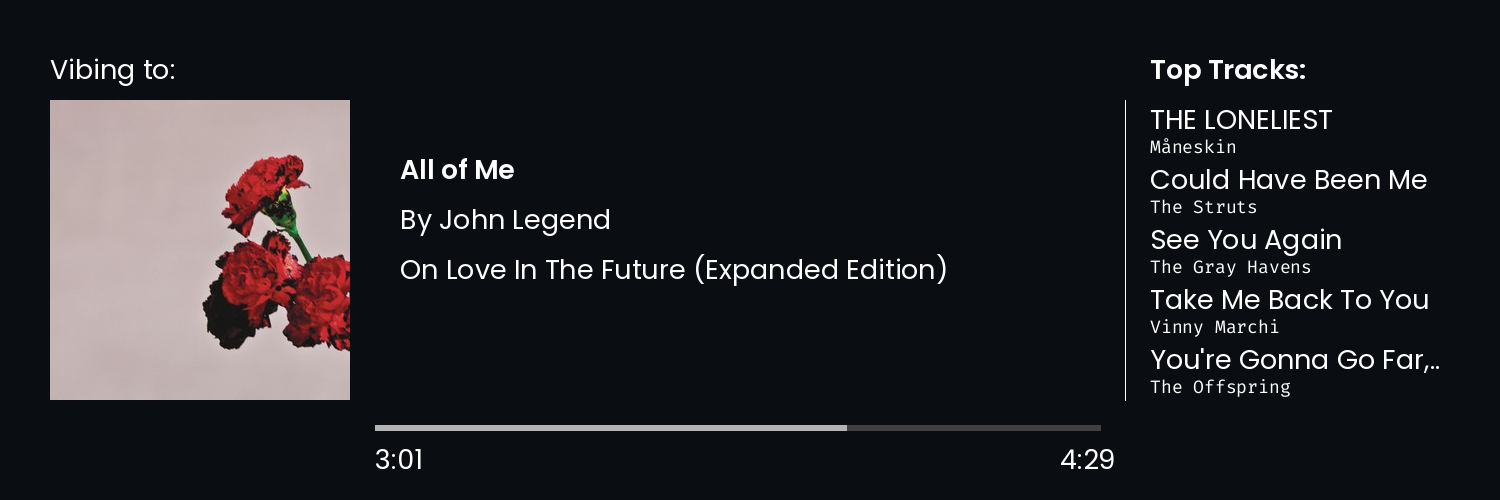 Vibing to:
All of Me
By John Legend
On Love In The Future (Expanded Edition)
3:01
4:29
Top Tracks:
THE LONELIEST
Måneskin
Could Have Been Me
The Struts
See You Again
The Gray Havens
Take Me Back To You
Vinny Marchi
You're Gonna Go Far,..
The Offspring